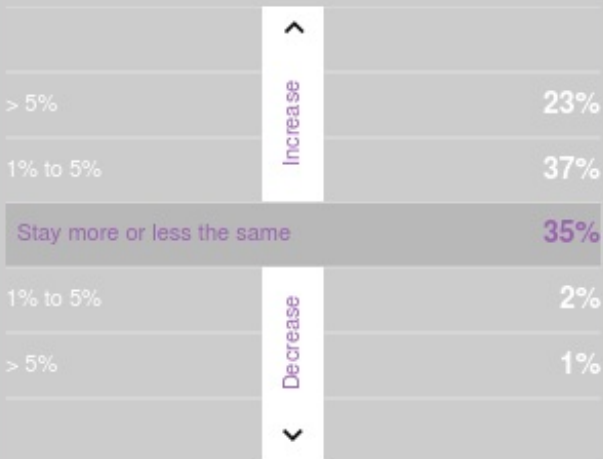 > 5%
Increase
23%
1% to 5%
37%
Stay more or less the same
35%
1% to 5%
Decrease
2%
> 5%
1%